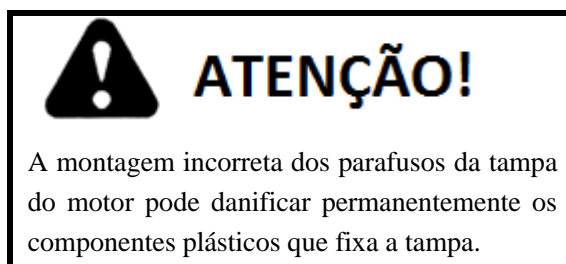 ATENÇÃO!
A montagem incorreta dos parafusos da tampa
do motor pode danificar permanentemente os
componentes plásticos que fixa a tampa.